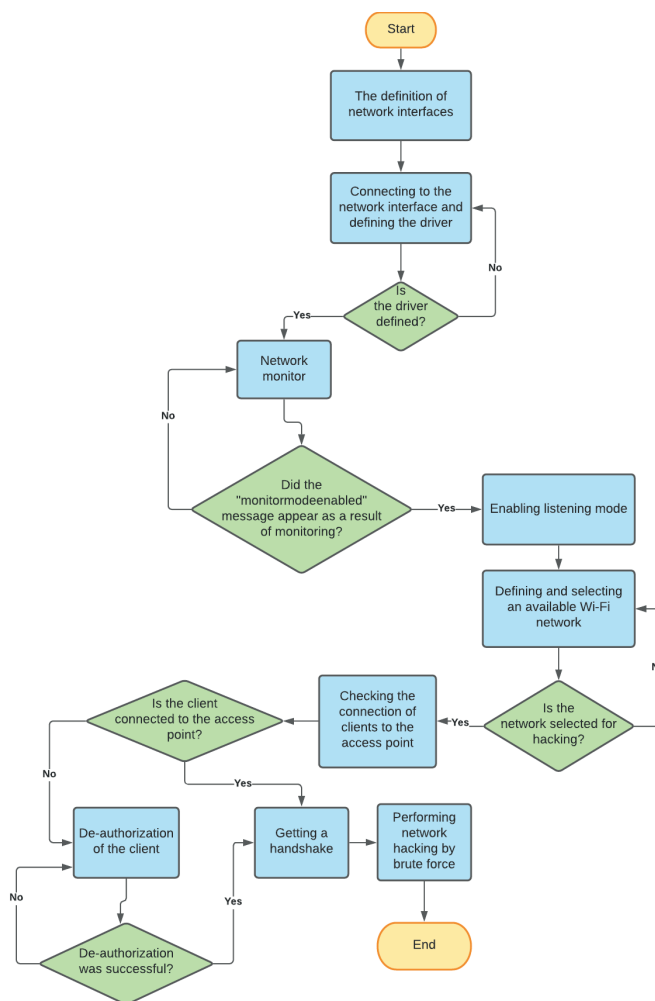 Start
The definition of
network interfaces
Connecting to the
network interface and
defining the driver
No
Is
the driver
defined?
Yes
Network
monitor
No
Did the
"monitormodeenabled"
message appear as a result
of monitoring?
Yes
Enabling listening mode
Defining and selecting
an available Wi-Fi
network
Is the
network selected for
hacking?
Yes
Checking the
connection of
clients to the
access point
Is the client
connected to the access
point?
No
Yes
De-authorization
of the client
Getting a
handshake
Performing
network
hacking by
brute force
No
Yes
De-authorization
was successful?
End